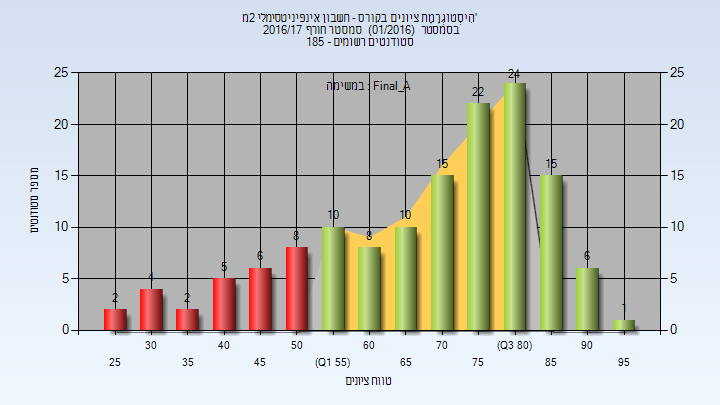 היסטוגרמת ציונים בקורס - חשבון אינפיניטסימלי 2מ'
בסמסטר (01/2016) סמסטר חורף 2016/17
סטודנטים רשומים - 185
במשימה : Final_A
מספר סטודנטים
25 25
20 20
15 15
10 10
5 5
0 0
2 4 2 5 6 8 10 8 10 15 22 24 15 6 1
30 40 50 60 70 (Q3 80) 90
25 35 45 (Q1 55) 65 75 85 95
טווח ציונים